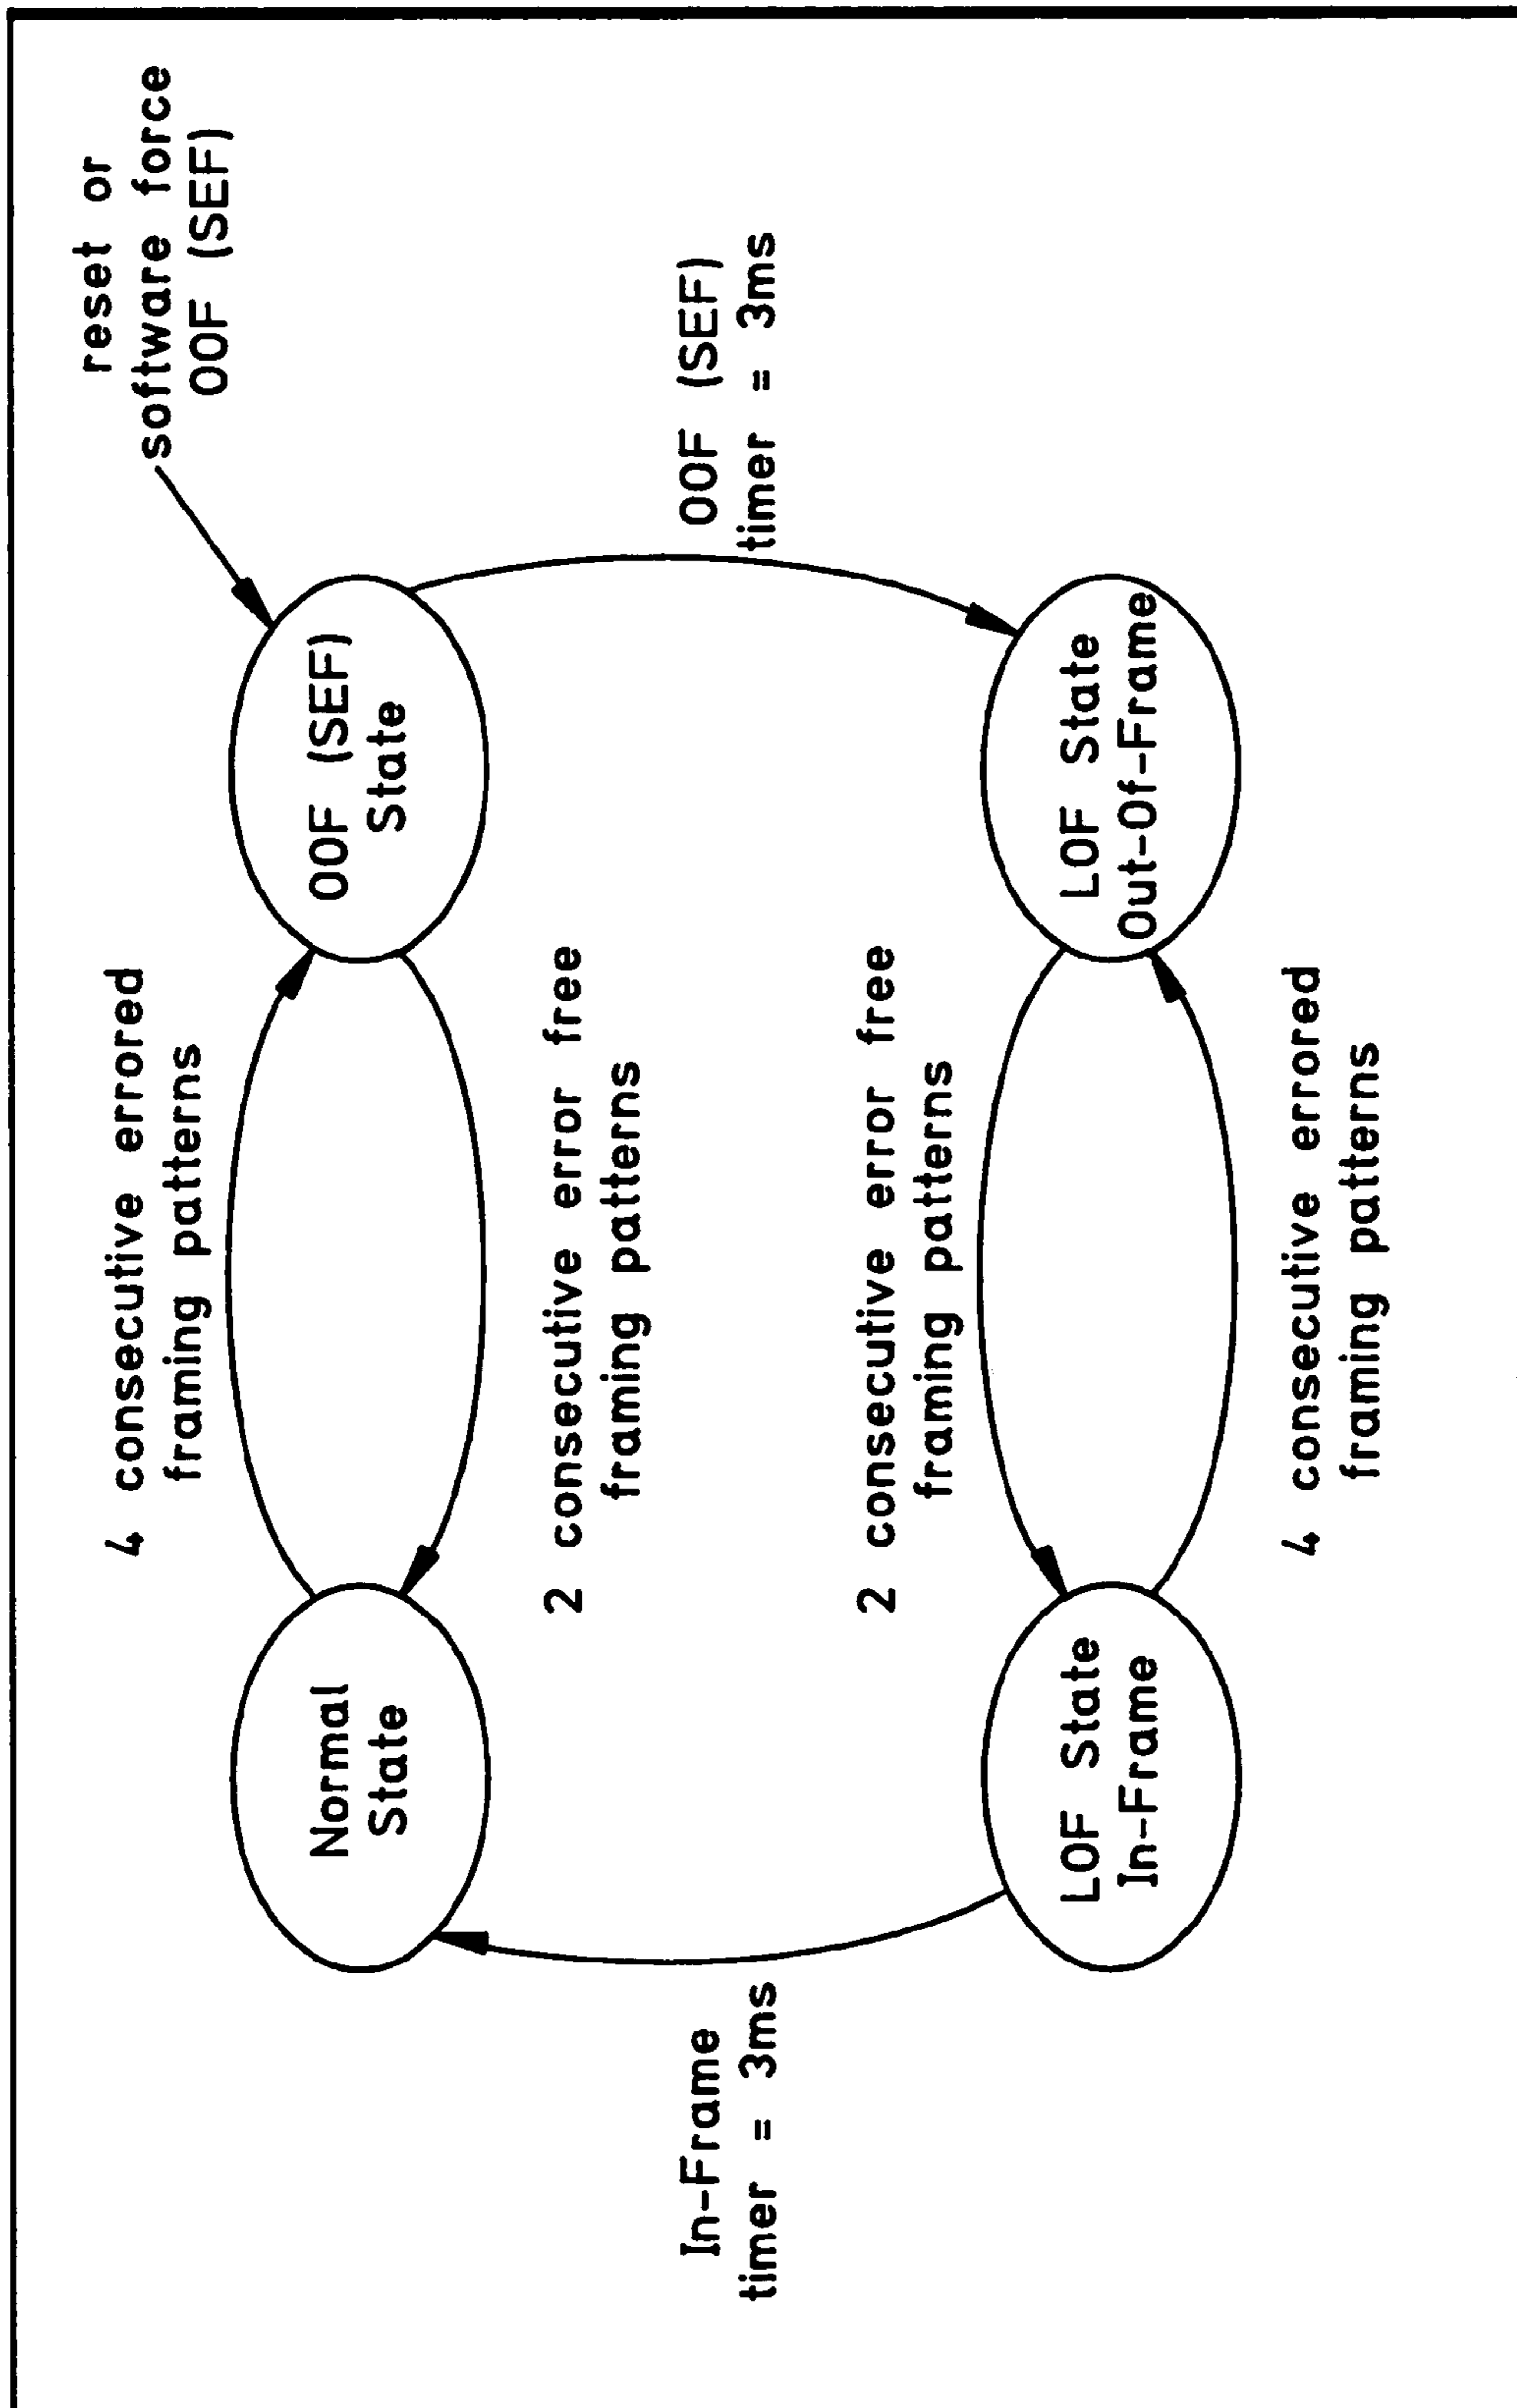 reset or
software force
OOF (SEF)
4 consecutive errored
framing patterns
Normal
State
OOF (SEF)
State
2 consecutive error free
framing patterns
In-Frame
timer = 3ms
OOF (SEF)
timer = 3ms
2 consecutive error free
framing patterns
LOF State
In-Frame
LOF State
Out-Of-Frame
4 consecutive errored
framing patterns